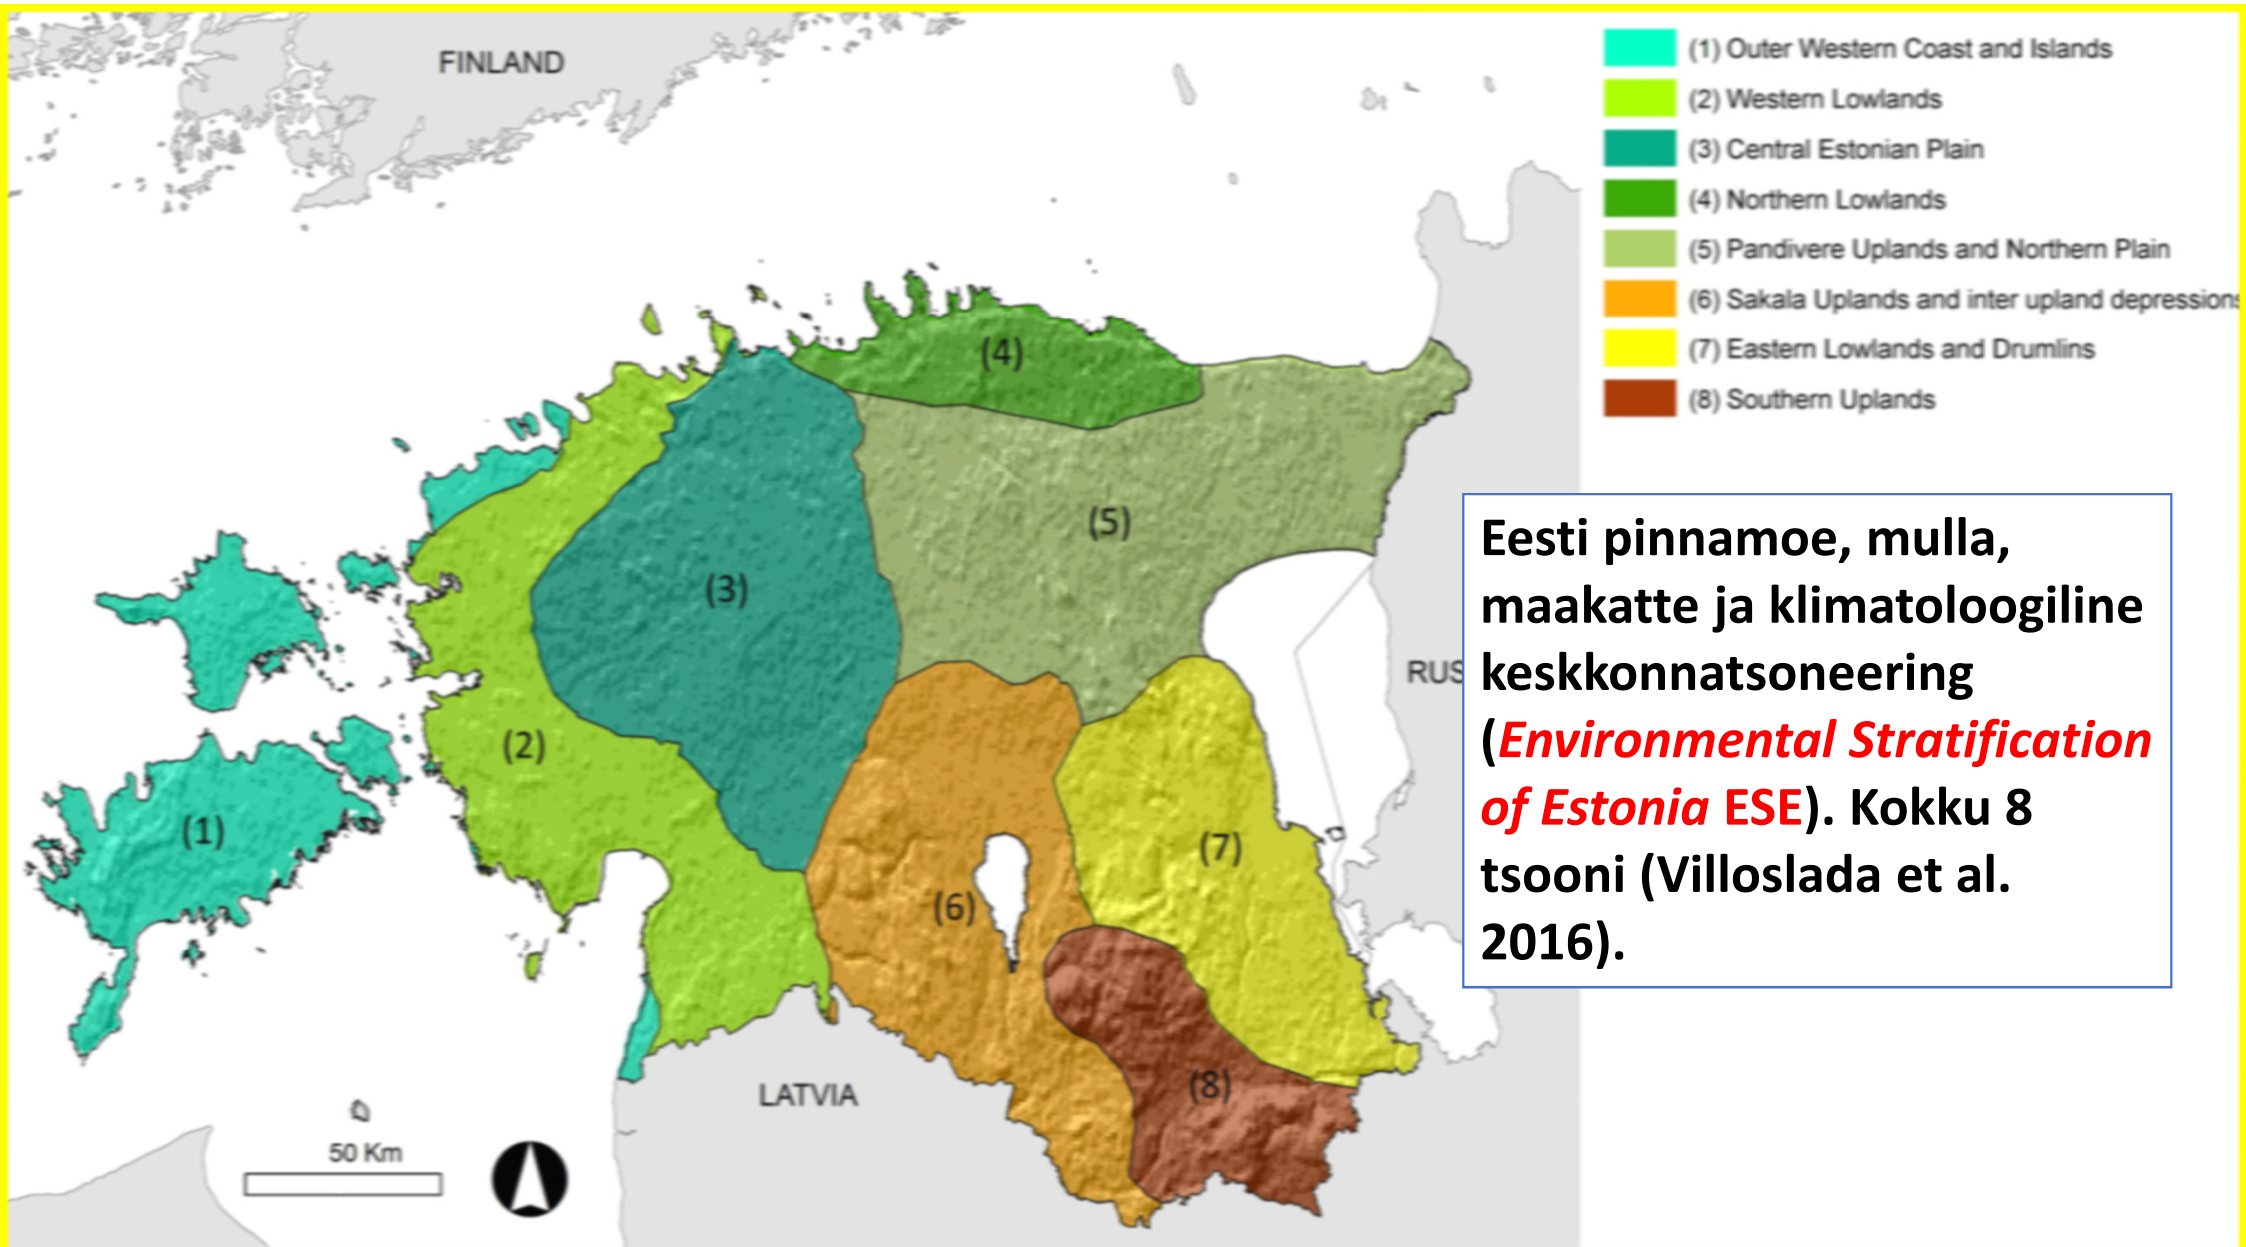 FINLAND
(1) Outer Western Coast and Islands
(2) Western Lowlands
(3) Central Estonian Plain
(4) Northern Lowlands
(5) Pandivere Uplands and Northern Plain
(6) Sakala Uplands and inter upland depressions
(7) Eastern Lowlands and Drumlins
(8) Southern Uplands
(4)
(5)
(3)
(2)
(1)
(7)
(6)
(8)
RUS
Eesti pinnamoe, mulla,
maakatte ja klimatoloogiline
keskkonnatsoneering
(Environmental Stratification
of Estonia ESE). Kokku 8
tsooni (Villoslada et al.
2016).
LATVIA
50 Km